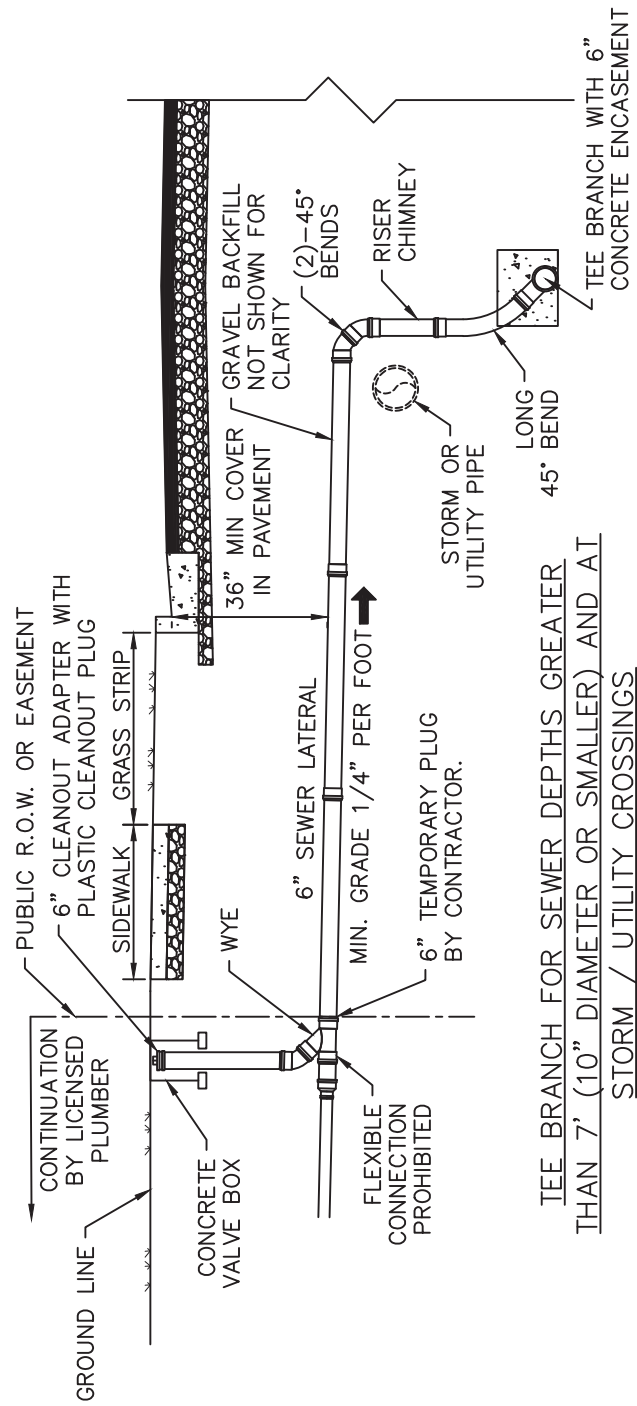 PUBLIC R.O.W. OR EASEMENT
6” CLEANOUT ADAPTER WITH
PLASTIC CLEANOUT PLUG
CONTINUATION
BY LICENSED
PLUMBER
GROUND LINE
SIDEWALK
GRASS STRIP
36” MIN COVER
IN PAVEMENT
GRAVEL BACKFILL
NOT SHOWN FOR
CLARITY
(2)–45°
BENDS
RISER
CHIMNEY
CONCRETE
VALVE BOX
WYE
6” SEWER LATERAL
MIN. GRADE 1/4” PER FOOT
FLEXIBLE
CONNECTION
PROHIBITED
6” TEMPORARY PLUG
BY CONTRACTOR.
STORM OR
UTILITY PIPE
LONG
45° BEND
TEE BRANCH WITH 6”
CONCRETE ENCASEMENT
TEE BRANCH FOR SEWER DEPTHS GREATER
THAN 7’ (10” DIAMETER OR SMALLER) AND AT
STORM / UTILITY CROSSINGS